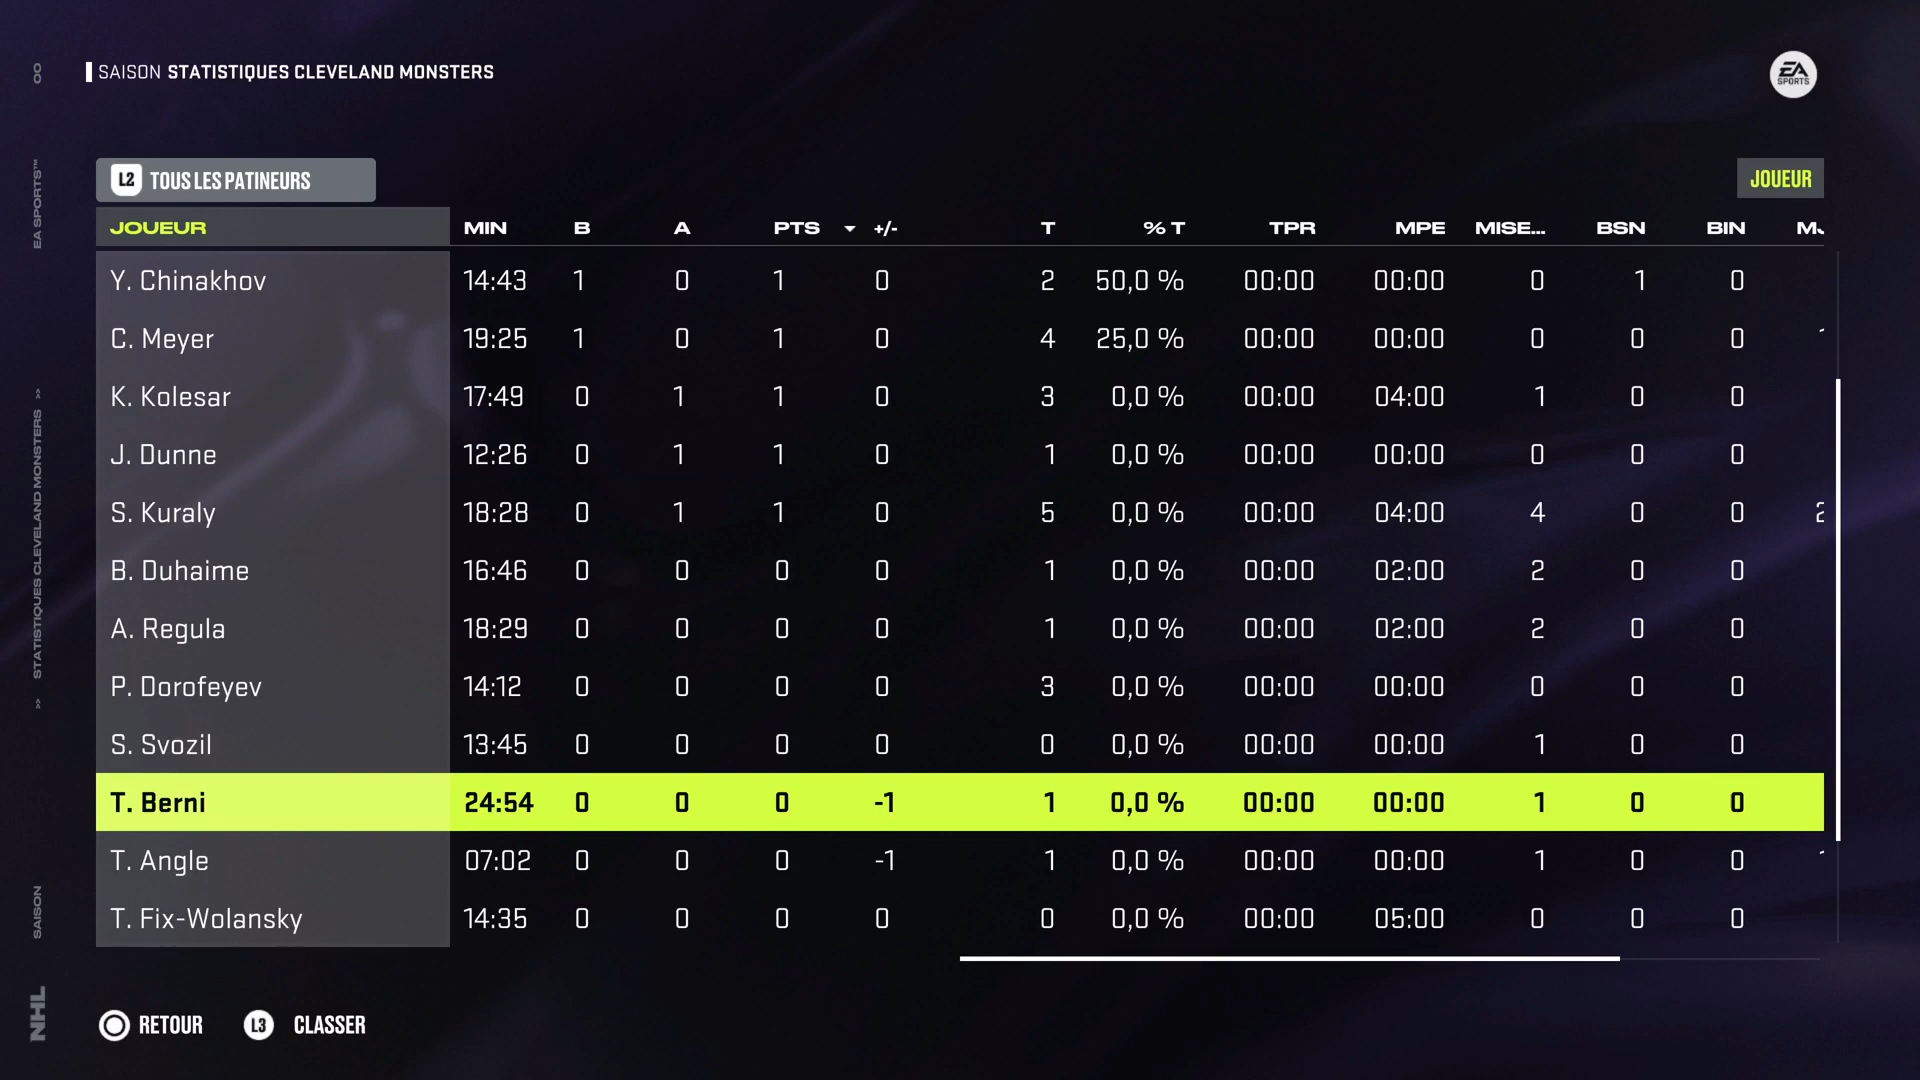 SAISON STATISTIQUES CLEVELAND MONSTERS
EA SPORTS
L2 TOUS LES PATINEURS
JOUEUR
JOUEUR MIN B A PTS +/- T % T TPR MPE MISE... BSN BIN
Y. Chinakhov 14:43 1 0 1 0 2 50,0 % 00:00 00:00 0 1 0
C. Meyer 19:25 1 0 1 0 4 25,0 % 00:00 00:00 0 0 0
K. Kolesar 17:49 0 1 1 0 3 0,0 % 00:00 04:00 1 0 0
J. Dunne 12:26 0 1 1 0 1 0,0 % 00:00 00:00 0 0 0
S. Kuraly 18:28 0 1 1 0 5 0,0 % 00:00 04:00 4 0 0
B. Duhaime 16:46 0 0 0 0 1 0,0 % 00:00 02:00 2 0 0
A. Regula 18:29 0 0 0 0 1 0,0 % 00:00 02:00 2 0 0
P. Dorofeyev 14:12 0 0 0 0 3 0,0 % 00:00 00:00 0 0 0
S. Svozil 13:45 0 0 0 0 0 0,0 % 00:00 00:00 1 0 0
T. Berni 24:54 0 0 0 -1 1 0,0 % 00:00 00:00 1 0 0
T. Angle 07:02 0 0 0 -1 1 0,0 % 00:00 00:00 1 0 0
T. Fix-Wolansky 14:35 0 0 0 0 0 0,0 % 00:00 05:00 0 0 0
RETOUR L3 CLASSER
NHL SAISON >> STATISTIQUES CLEVELAND MONSTERS >> EA SPORTS™